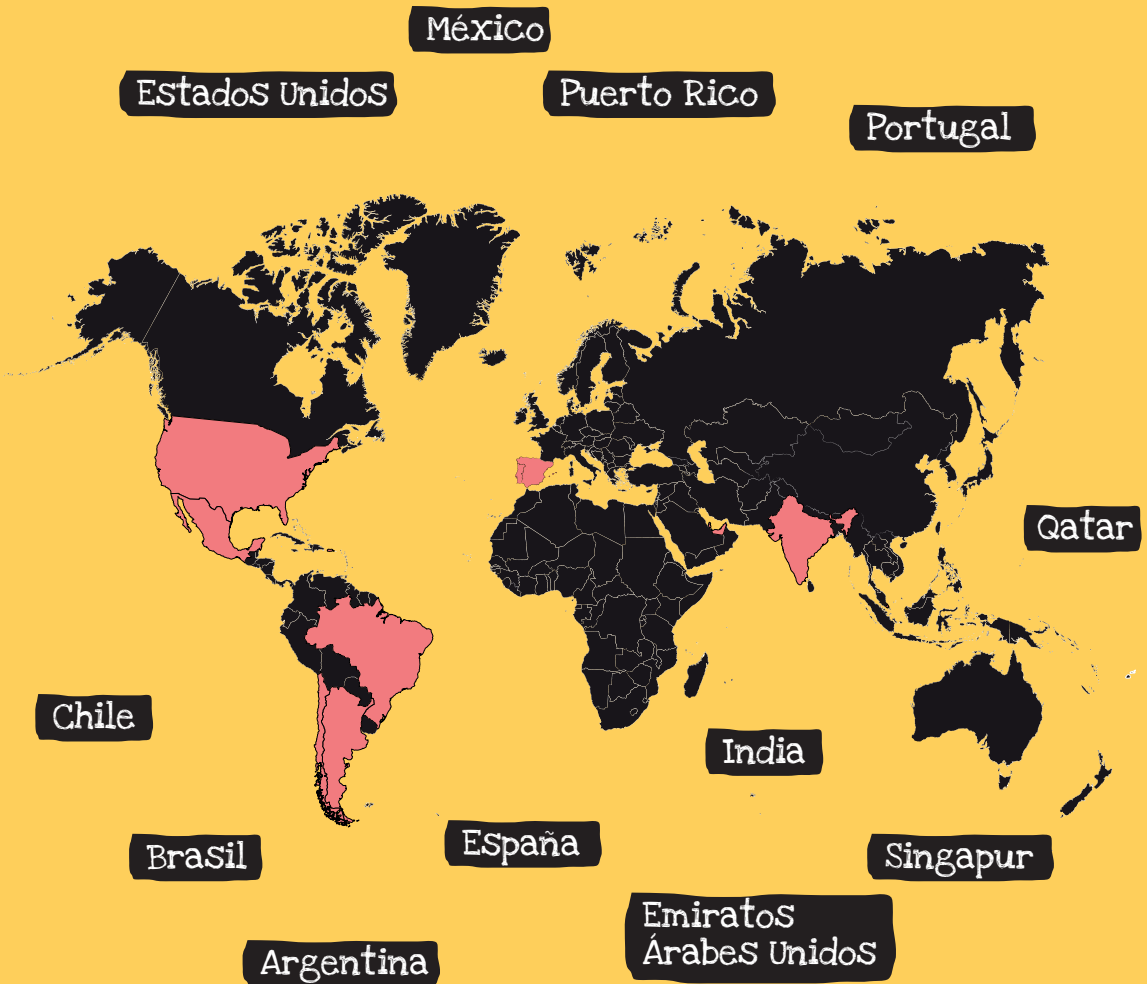 México
Estados Unidos
Puerto Rico
Portugal
Qatar
Chile
India
España
Brasil
Singapur
Emiratos
Árabes Unidos
Argentina